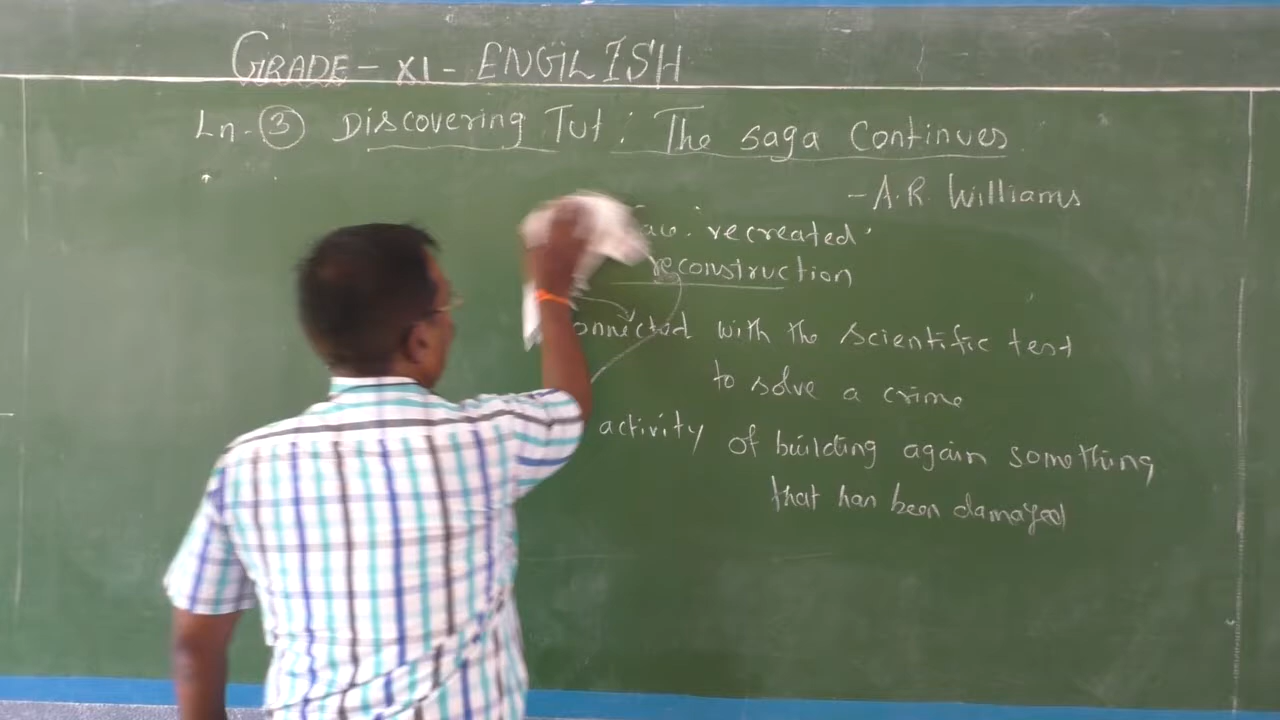 GRADE - XI - ENGLISH
Ln. ③ Discovering Tut : The saga Continues
- A.R. Williams
recreated
reconstruction
onnected with the scientific test
to solve a crime
activity of building again something
that has been damaged